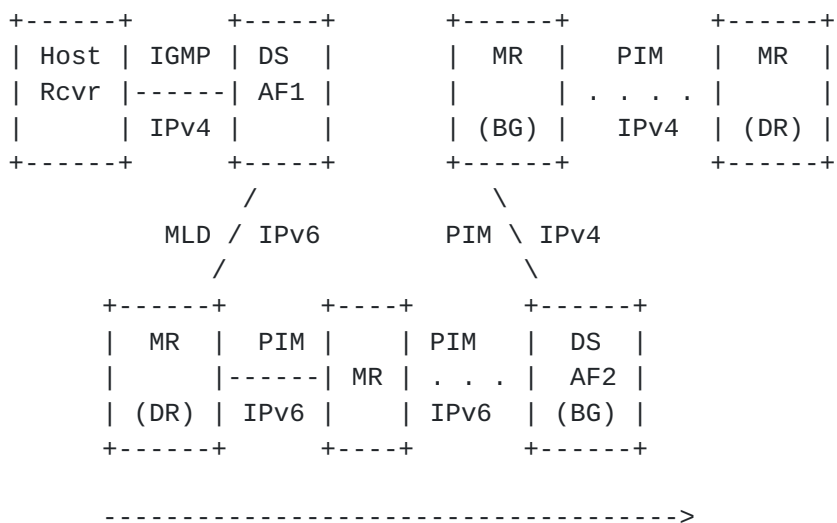 +------+        +-----+         +------+          +------+
| Host | IGMP | DS  |         |  MR  |   PIM    |  MR  |
| Rcvr |------| AF1 |         |      | . . . . |      |
|      | IPv4 |     |         | (BG) |   IPv4   | (DR) |
+------+        +-----+         +------+          +------+
/                \
MLD / IPv6        PIM \ IPv4
/                    \
+------+      +----+       +------+
|  MR  |  PIM |    | PIM   |  DS  |
|      |------| MR | . . . |  AF2 |
| (DR) | IPv6 |    | IPv6  | (BG) |
+------+      +----+       +------+
------------------------------------->